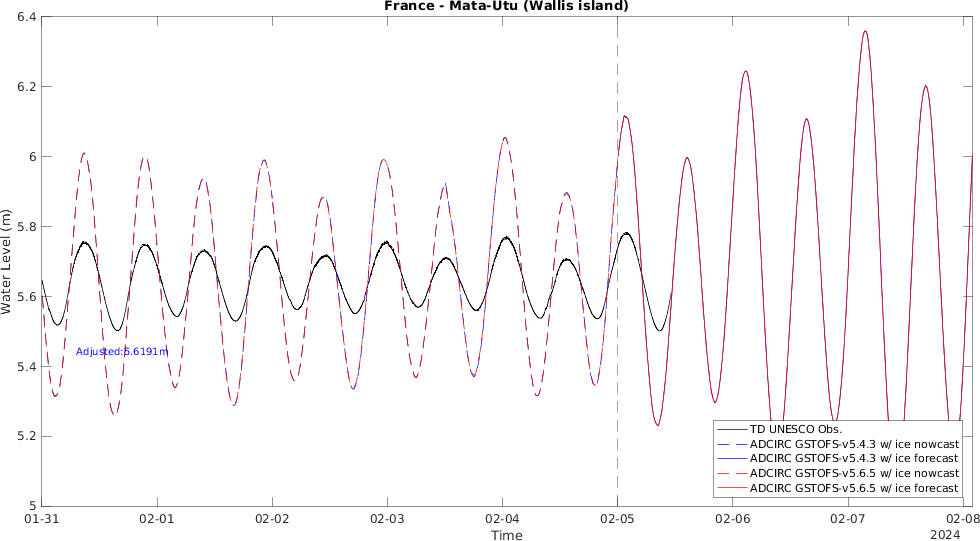 France - Mata-Utu (Wallis island)
6.4
6.2
6
5.8
5.6
5.4
5.2
5
Water Level (m)
Adjusted:5.6191m
TD UNESCO Obs.
ADCIRC GSTOFS-v5.4.3 w/ ice nowcast
ADCIRC GSTOFS-v5.4.3 w/ ice forecast
ADCIRC GSTOFS-v5.6.5 w/ ice nowcast
ADCIRC GSTOFS-v5.6.5 w/ ice forecast
01-31 02-01 02-02 02-03 02-04 02-05 02-06 02-07 02-08
Time
2024